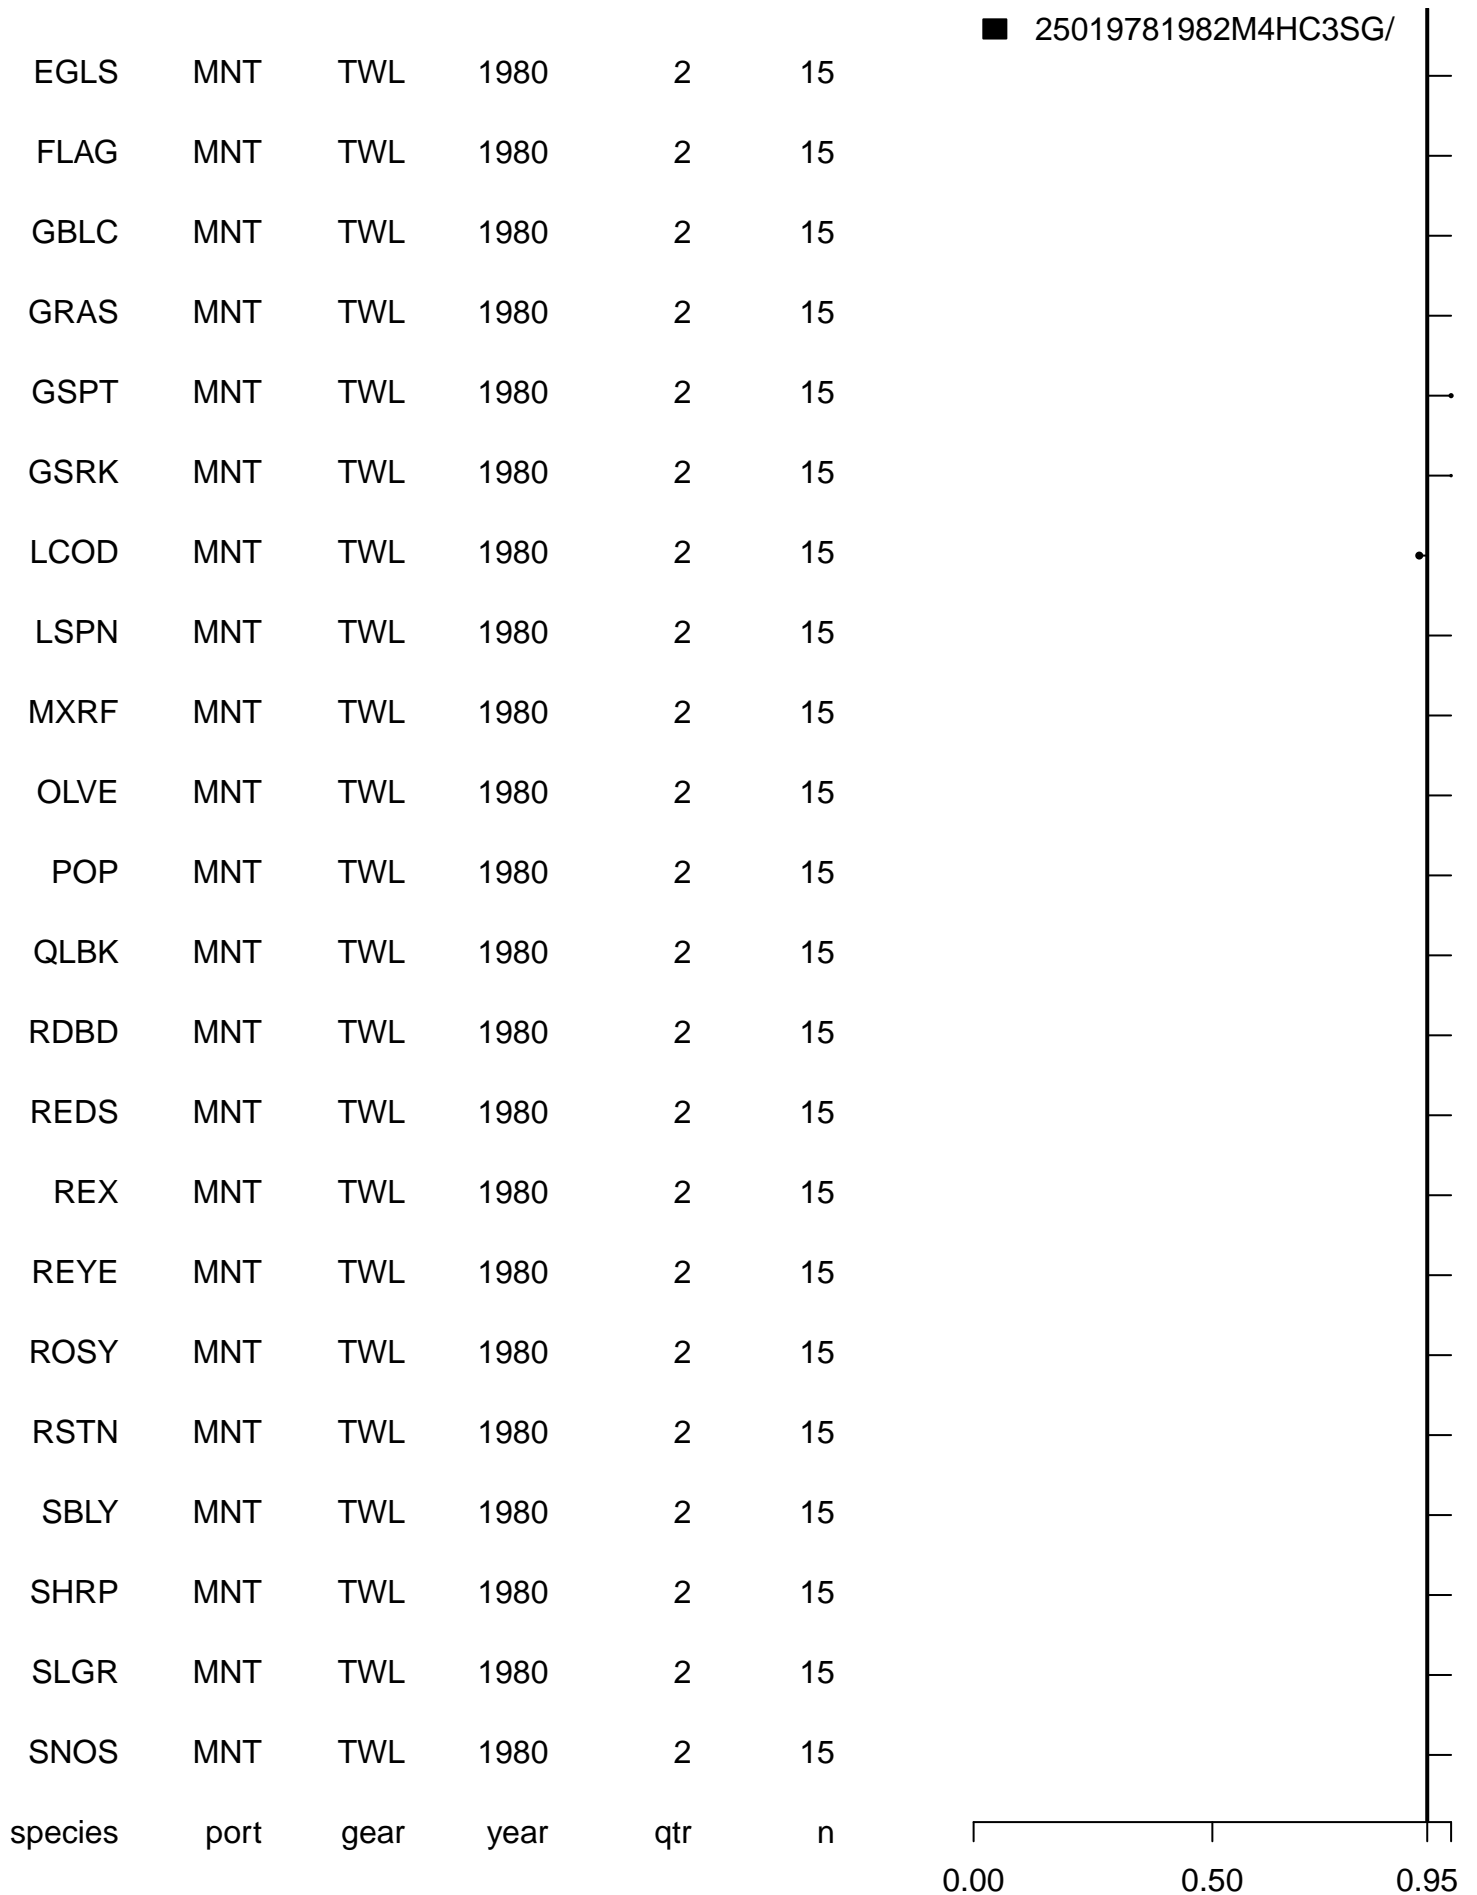 25019781982M4HC3SG/
EGLS MNT TWL 1980 2 15
FLAG MNT TWL 1980 2 15
GBLC MNT TWL 1980 2 15
GRAS MNT TWL 1980 2 15
GSPT MNT TWL 1980 2 15
GSRK MNT TWL 1980 2 15
LCOD MNT TWL 1980 2 15
LSPN MNT TWL 1980 2 15
MXRF MNT TWL 1980 2 15
OLVE MNT TWL 1980 2 15
POP MNT TWL 1980 2 15
QLBK MNT TWL 1980 2 15
RDBD MNT TWL 1980 2 15
REDS MNT TWL 1980 2 15
REX MNT TWL 1980 2 15
REYE MNT TWL 1980 2 15
ROSY MNT TWL 1980 2 15
RSTN MNT TWL 1980 2 15
SBLY MNT TWL 1980 2 15
SHRP MNT TWL 1980 2 15
SLGR MNT TWL 1980 2 15
SNOS MNT TWL 1980 2 15
species port gear year qtr n
0.00 0.50 0.95